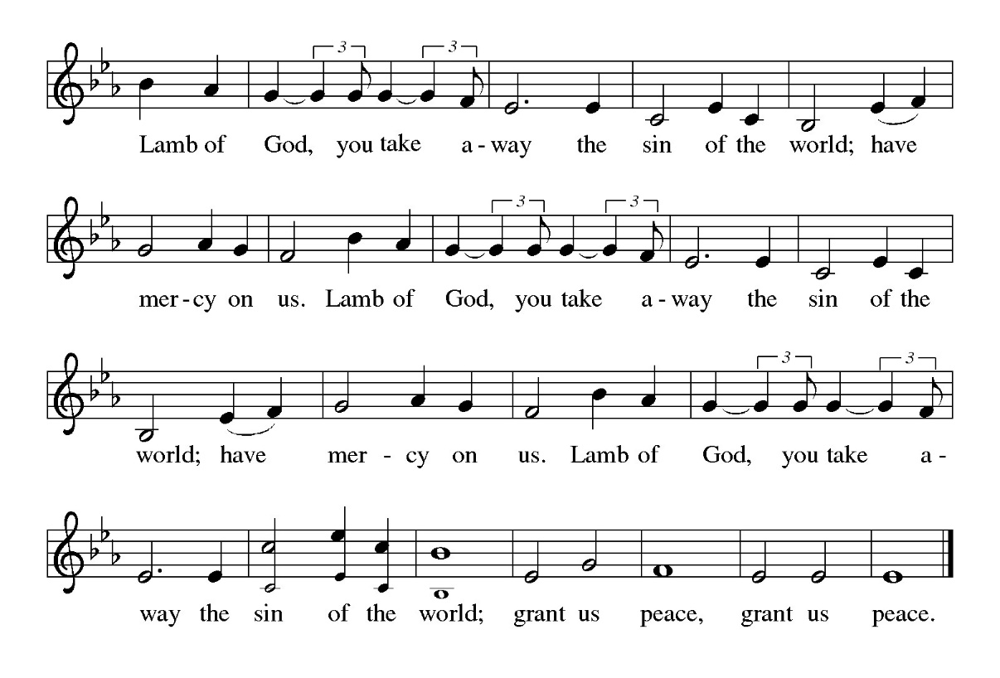 3 3
Lamb of God, you take a - way the sin of the world; have
3 3
mer - cy on us. Lamb of God, you take a - way the sin of the
3 3
world; have mer - cy on us. Lamb of God, you take a -
way the sin of the world; grant us peace, grant us peace.